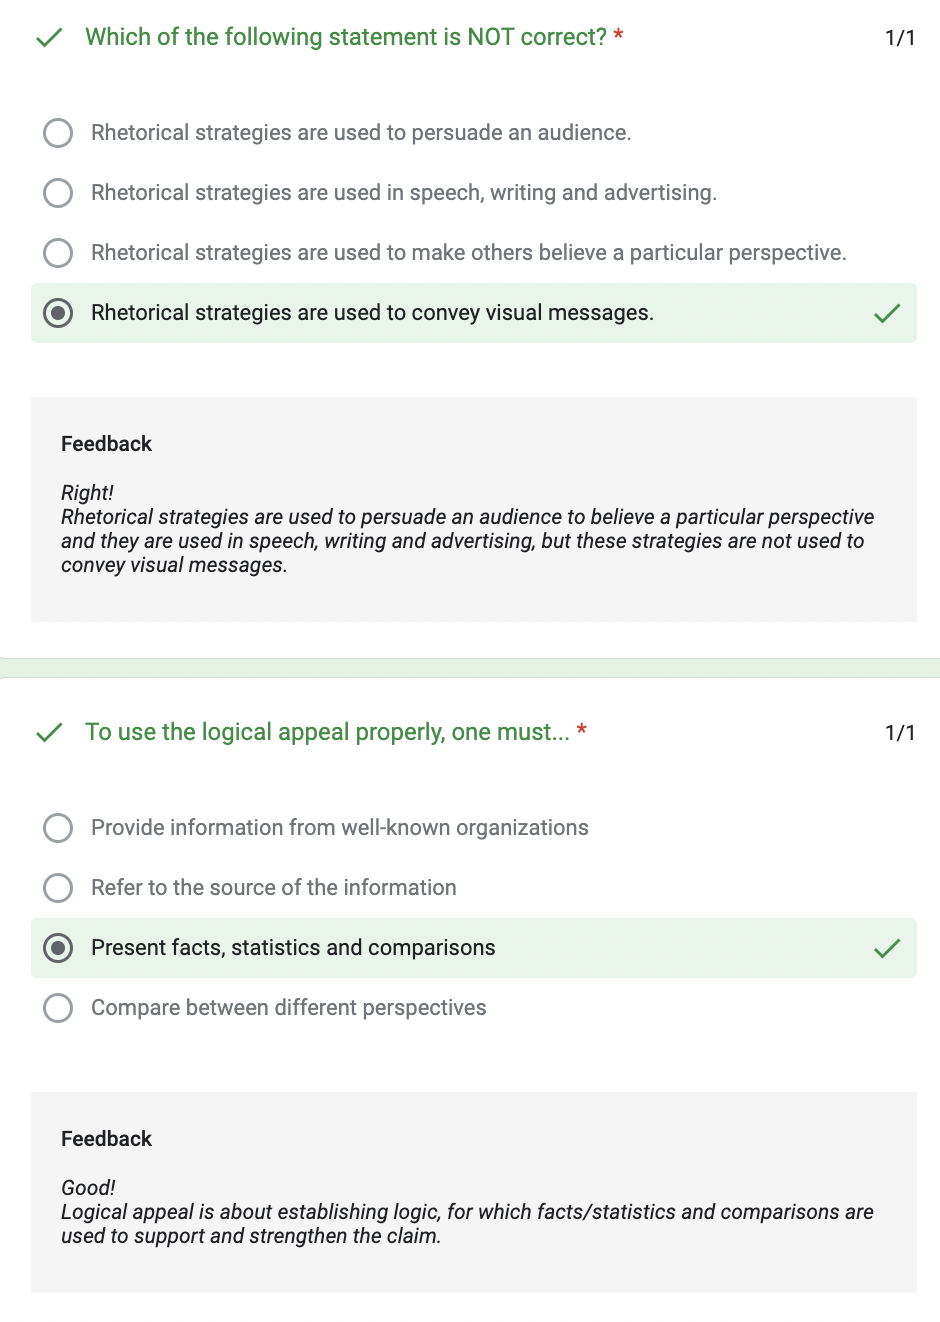 Which of the following statement is NOT correct? *
1/1
Rhetorical strategies are used to persuade an audience.
Rhetorical strategies are used in speech, writing and advertising.
Rhetorical strategies are used to make others believe a particular perspective.
Rhetorical strategies are used to convey visual messages.
Feedback
Right!
Rhetorical strategies are used to persuade an audience to believe a particular perspective
and they are used in speech, writing and advertising, but these strategies are not used to
convey visual messages.
To use the logical appeal properly, one must... *
1/1
Provide information from well-known organizations
Refer to the source of the information
Present facts, statistics and comparisons
Compare between different perspectives
Feedback
Good!
Logical appeal is about establishing logic, for which facts/statistics and comparisons are
used to support and strengthen the claim.